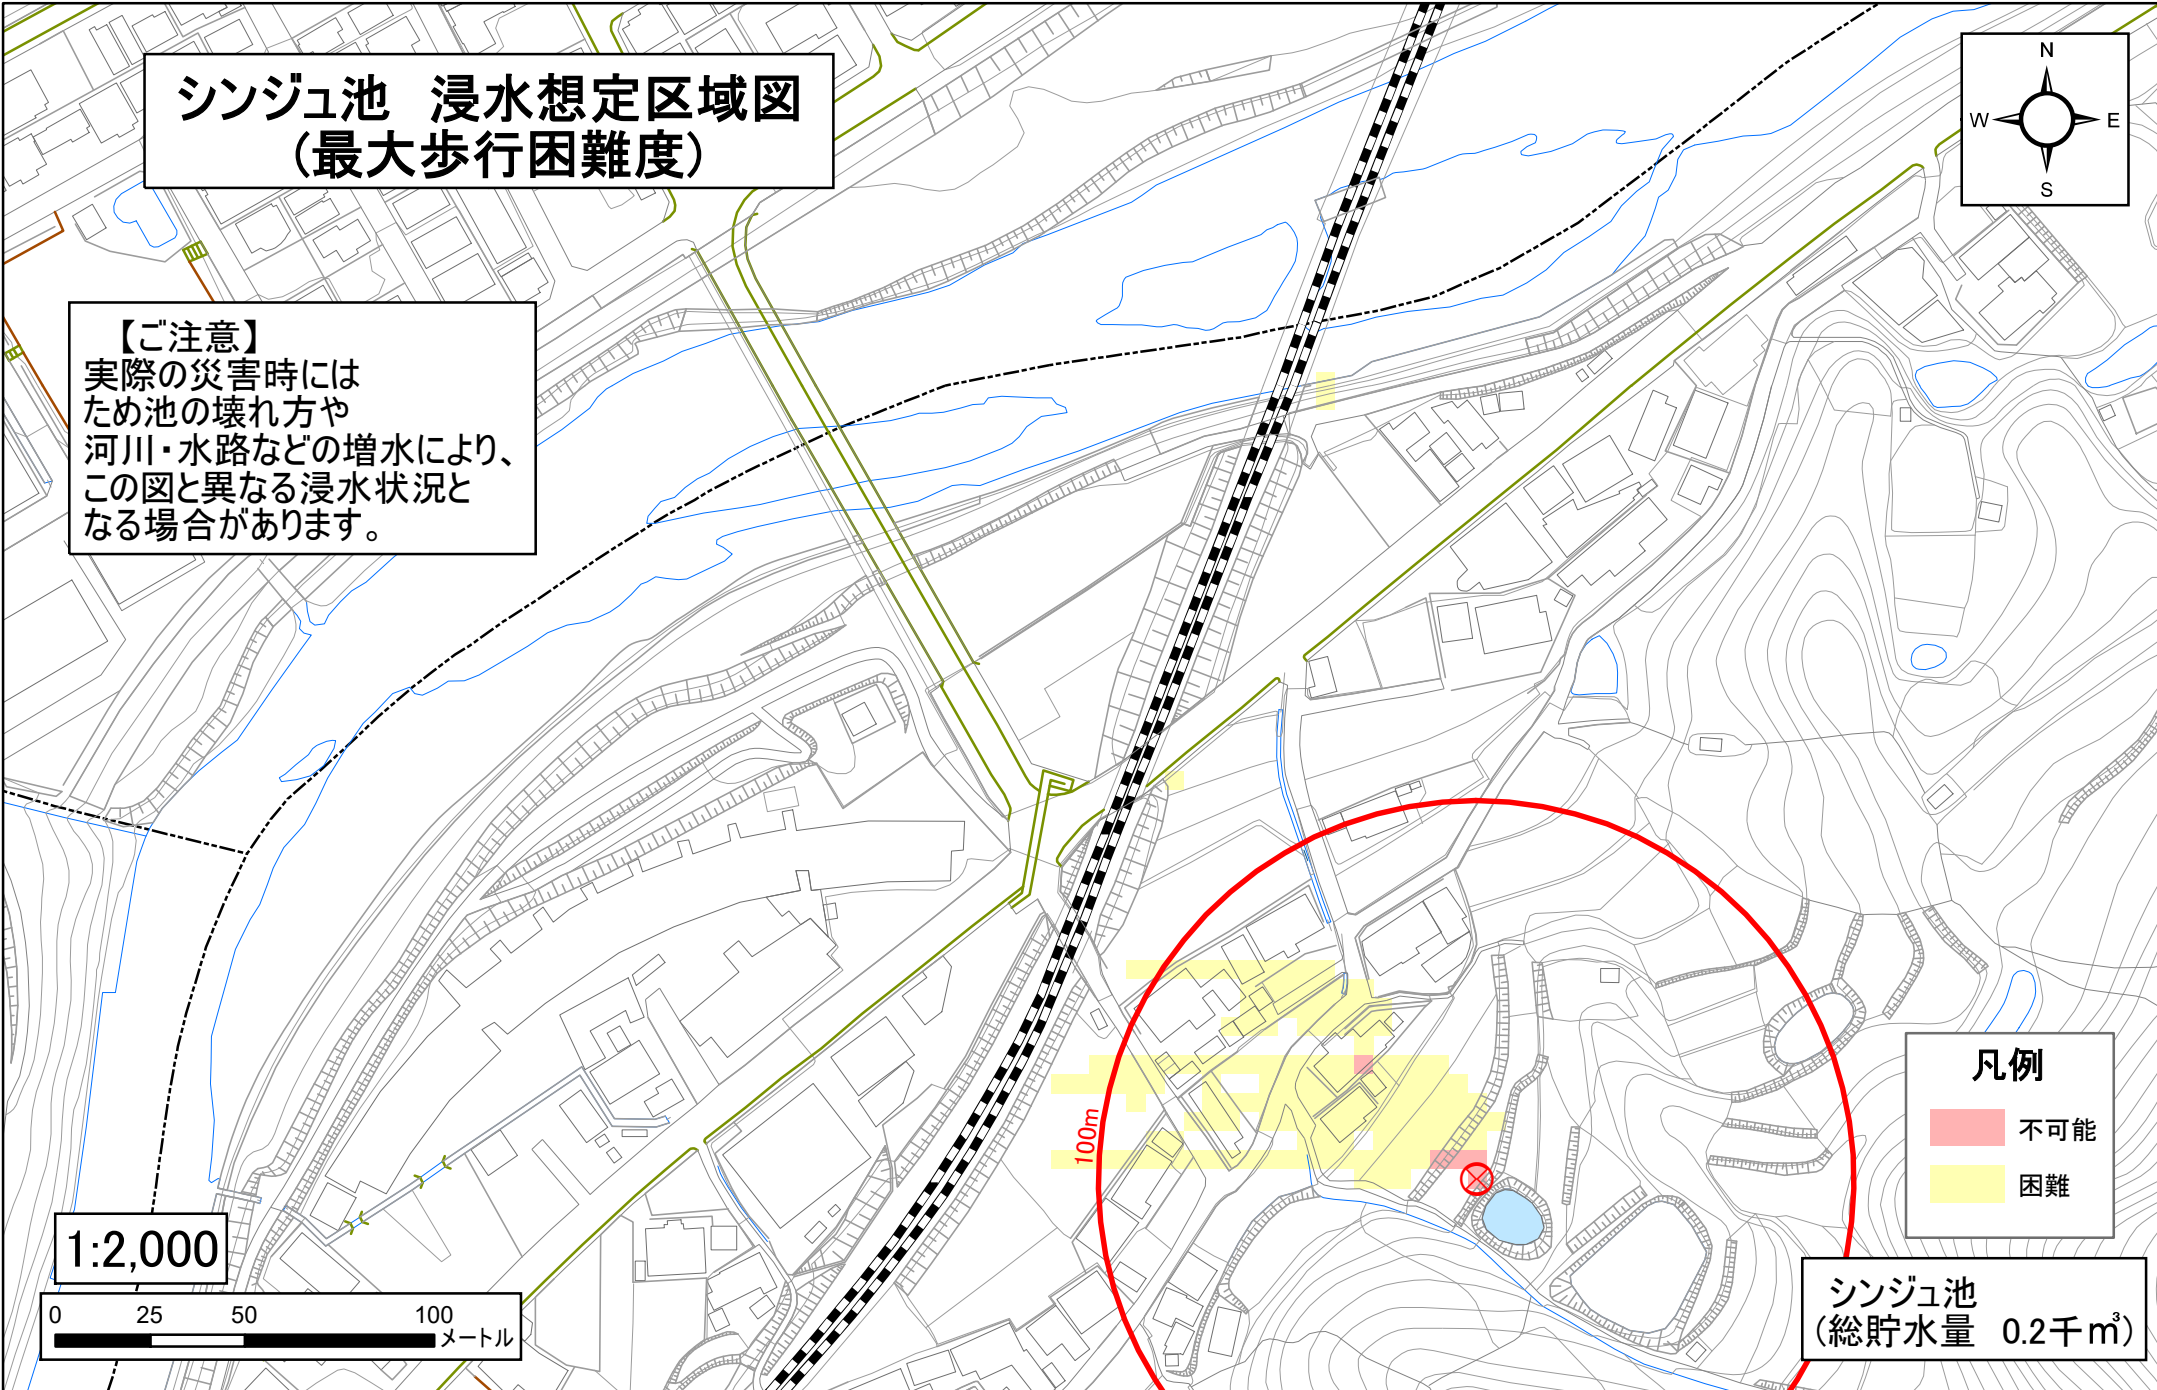 シンジュ池　浸水想定区域図
(最大歩行困難度)
N
W
E
S
【ご注意】
実際の災害時には
ため池の壊れ方や
河川・水路などの増水により、
この図と異なる浸水状況と
なる場合があります。
100m
凡例
不可能
困難
1:2,000
0 25 50 100
メートル
シンジュ池
(総貯水量　0.2千㎥)